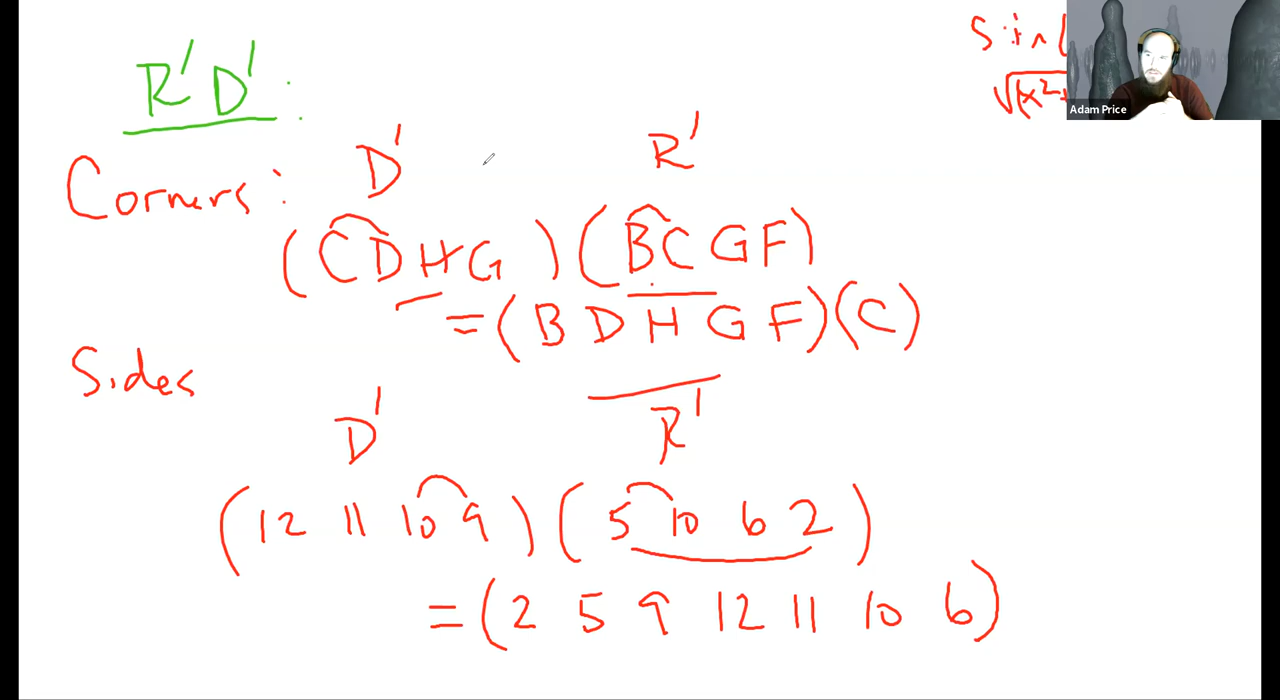 R'D':
Corners: D' R'
(C D H G)(B C G F)
= (B D H G F)(C)
Sides
D' R'
(12 11 10 9)(5 10 6 2)
= (2 5 9 12 11 10 6)
Adam Price